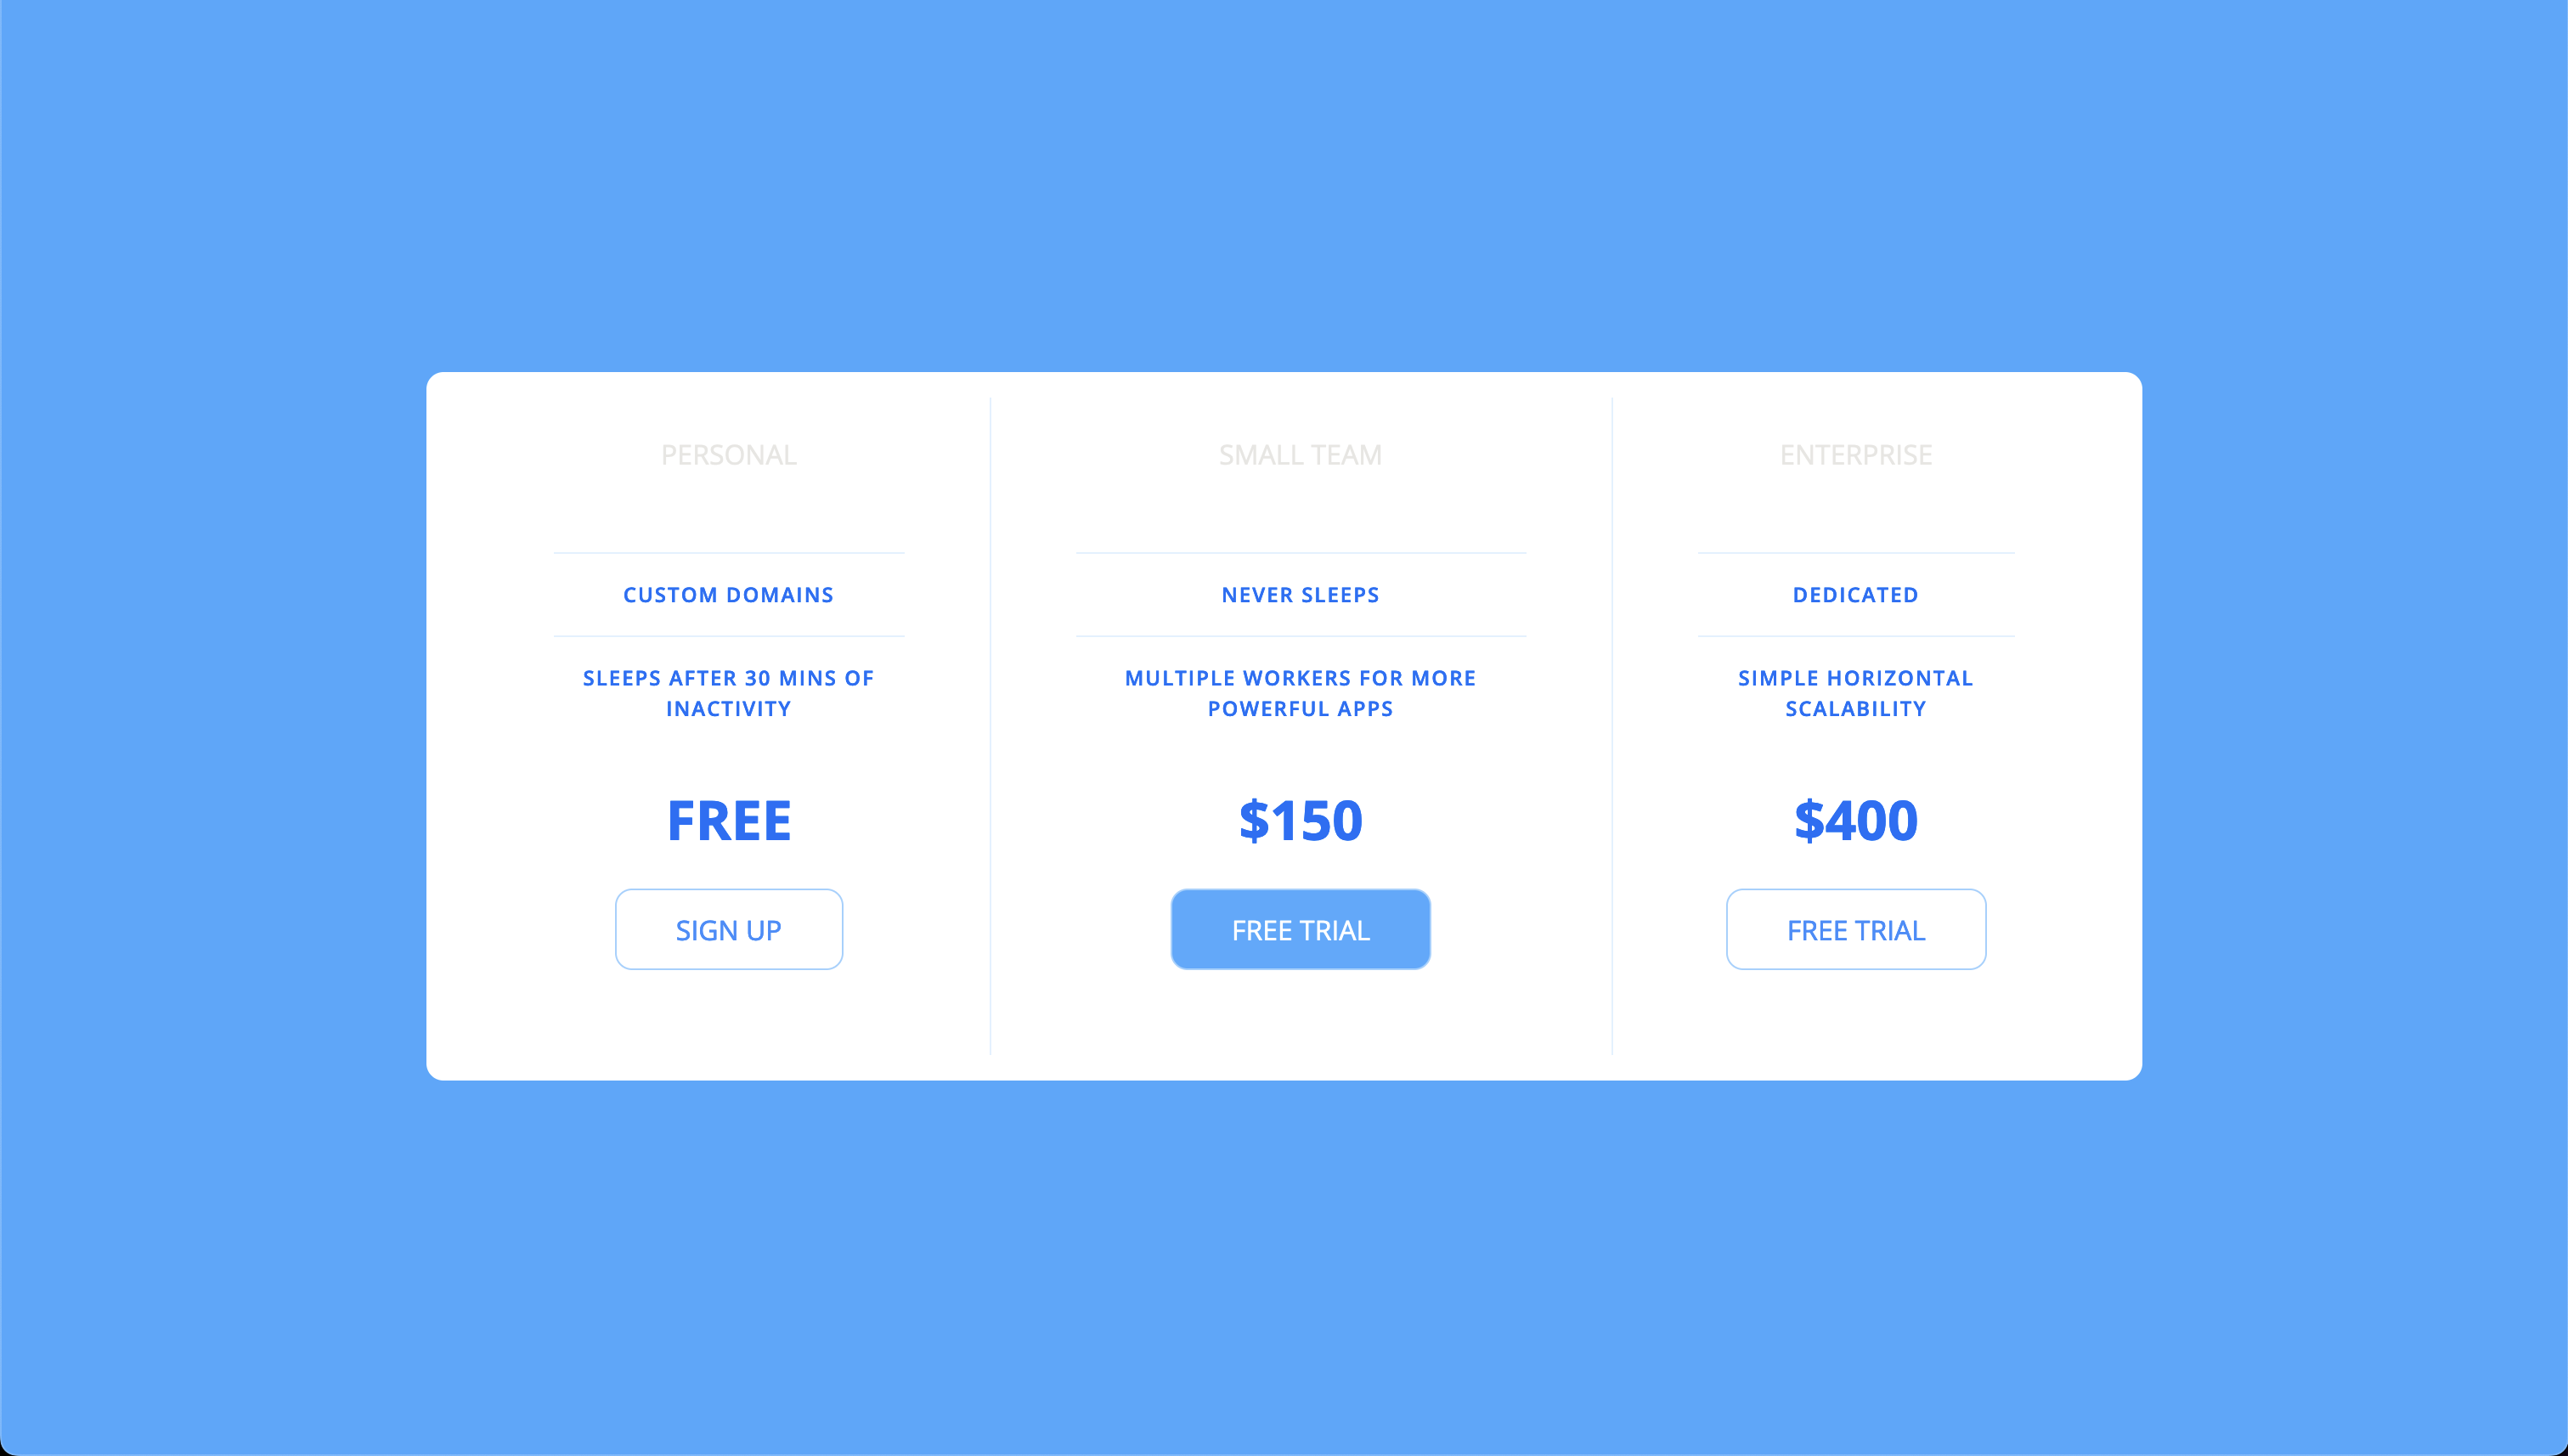 PERSONAL
CUSTOM DOMAINS
SLEEPS AFTER 30 MINS OF
INACTIVITY
FREE
SIGN UP
SMALL TEAM
NEVER SLEEPS
MULTIPLE WORKERS FOR MORE
POWERFUL APPS
$150
FREE TRIAL
ENTERPRISE
DEDICATED
SIMPLE HORIZONTAL
SCALABILITY
$400
FREE TRIAL